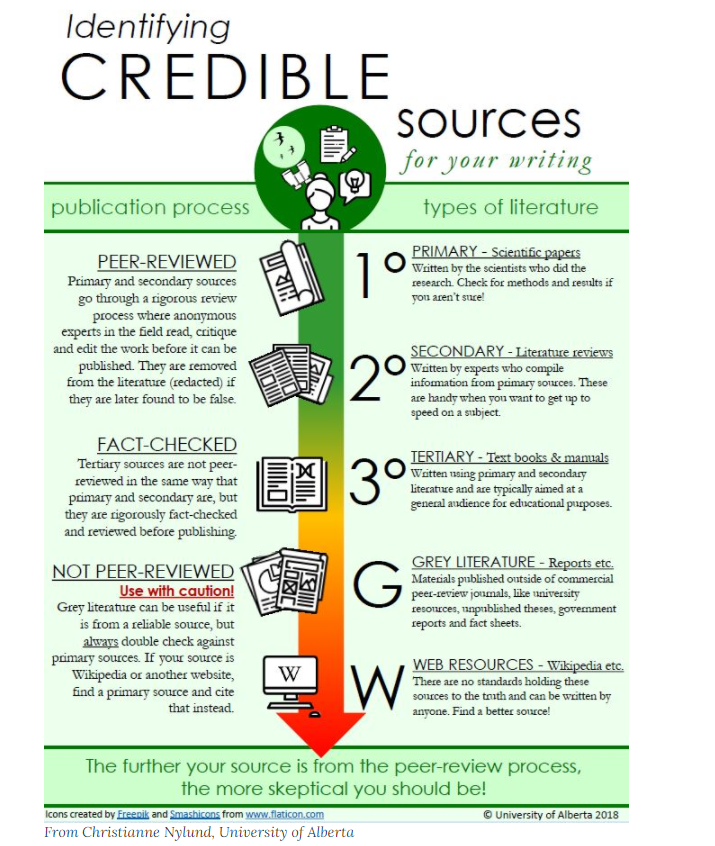 Identifying
CREDIBLE
sources
for your writing
publication process
types of literature
PEER-REVIEWED
Primary and secondary sources
go through a rigorous review
process where anonymous
experts in the field read, critique
and edit the work before it can be
published. They are removed
from the literature (redacted) if
they are later found to be false.
1° PRIMARY - Scientific papers
Written by the scientists who did the
research. Check for methods and results if
you aren't sure!
2° SECONDARY - Literature reviews
Written by experts who compile
information from primary sources. These
are handy when you want to get up to
speed on a subject.
FACT-CHECKED
Tertiary sources are not peer-
reviewed in the same way that
primary and secondary are, but
they are rigorously fact-checked
and reviewed before publishing.
3° TERTIARY - Text books & manuals
Written using primary and secondary
literature and are typically aimed at a
general audience for educational purposes.
NOT PEER-REVIEWED
Use with caution!
Grey literature can be useful if it
is from a reliable source, but
always double check against
primary sources. If your source is
Wikipedia or another website,
find a primary source and cite
that instead.
G GREY LITERATURE - Reports etc.
Materials published outside of commercial
peer-review journals, like university
resources, unpublished theses, government
reports and fact sheets.
W
W WEB RESOURCES - Wikipedia etc.
There are no standards holding these
sources to the truth and can be written by
anyone. Find a better source!
The further your source is from the peer-review process,
the more skeptical you should be!
Icons created by Freepik and Smashicons from www.flaticon.com
© University of Alberta 2018
From Christianne Nylund, University of Alberta